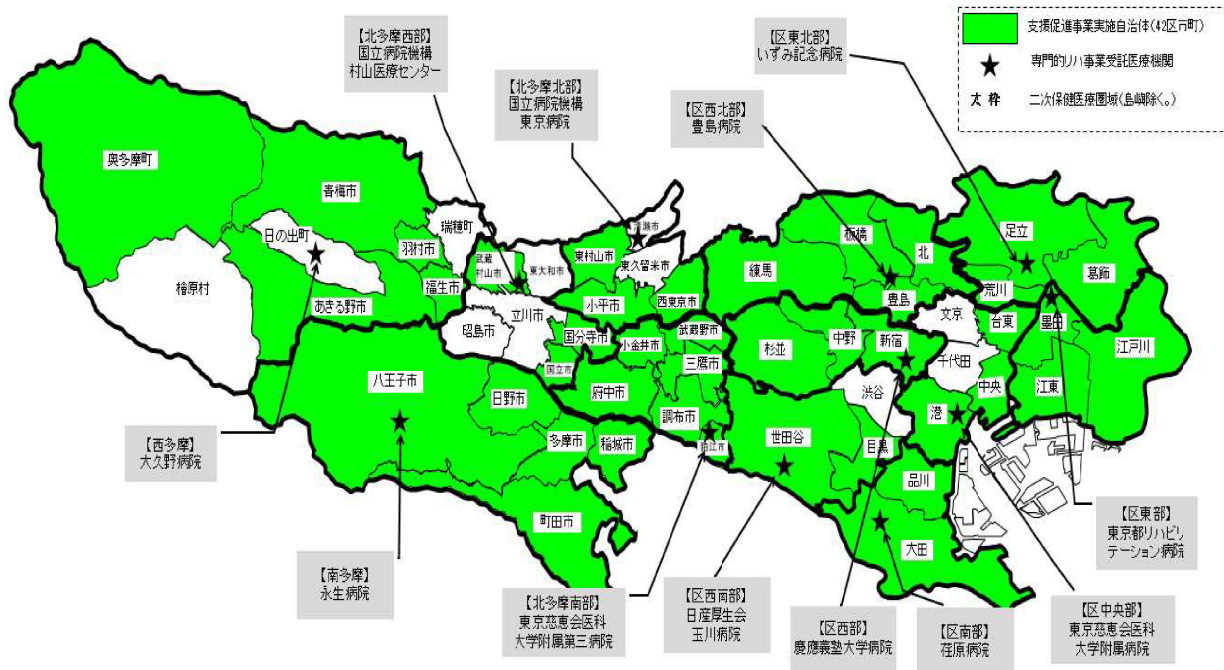 支援促進事業実施自治体(42区市町)
専門的リハ事業受託医療機関
太枠 二次保健医療圏域(島嶼除く。)
【北多摩西部】
国立病院機構
村山医療センター
【北多摩北部】
国立病院機構
東京病院
【区西北部】
豊島病院
【区東北部】
いずみ記念病院
奥多摩町
青梅市
瑞穂町
日の出町
羽村市
檜原村
あきる野市
福生市
武蔵
村山市
東大和市
東村山市
清瀬市
東久留米市
小平市
西東京市
立川市
昭島市
国分寺市
国立市
小金井市
武蔵野市
三鷹市
府中市
調布市
狛江市
八王子市
日野市
多摩市
稲城市
町田市
練馬
板橋
北
豊島
足立
葛飾
荒川
文京
台東
墨田
江戸川
杉並
中野
新宿
千代田
中央
江東
渋谷
港
世田谷
目黒
品川
大田
【西多摩】
大久野病院
【南多摩】
永生病院
【北多摩南部】
東京慈恵会医科
大学附属第三病院
【区西南部】
日産厚生会
玉川病院
【区西部】
慶應義塾大学病院
【区南部】
荏原病院
【区中央部】
東京慈恵会医科
大学附属病院
【区東部】
東京都リハビリ
テーション病院